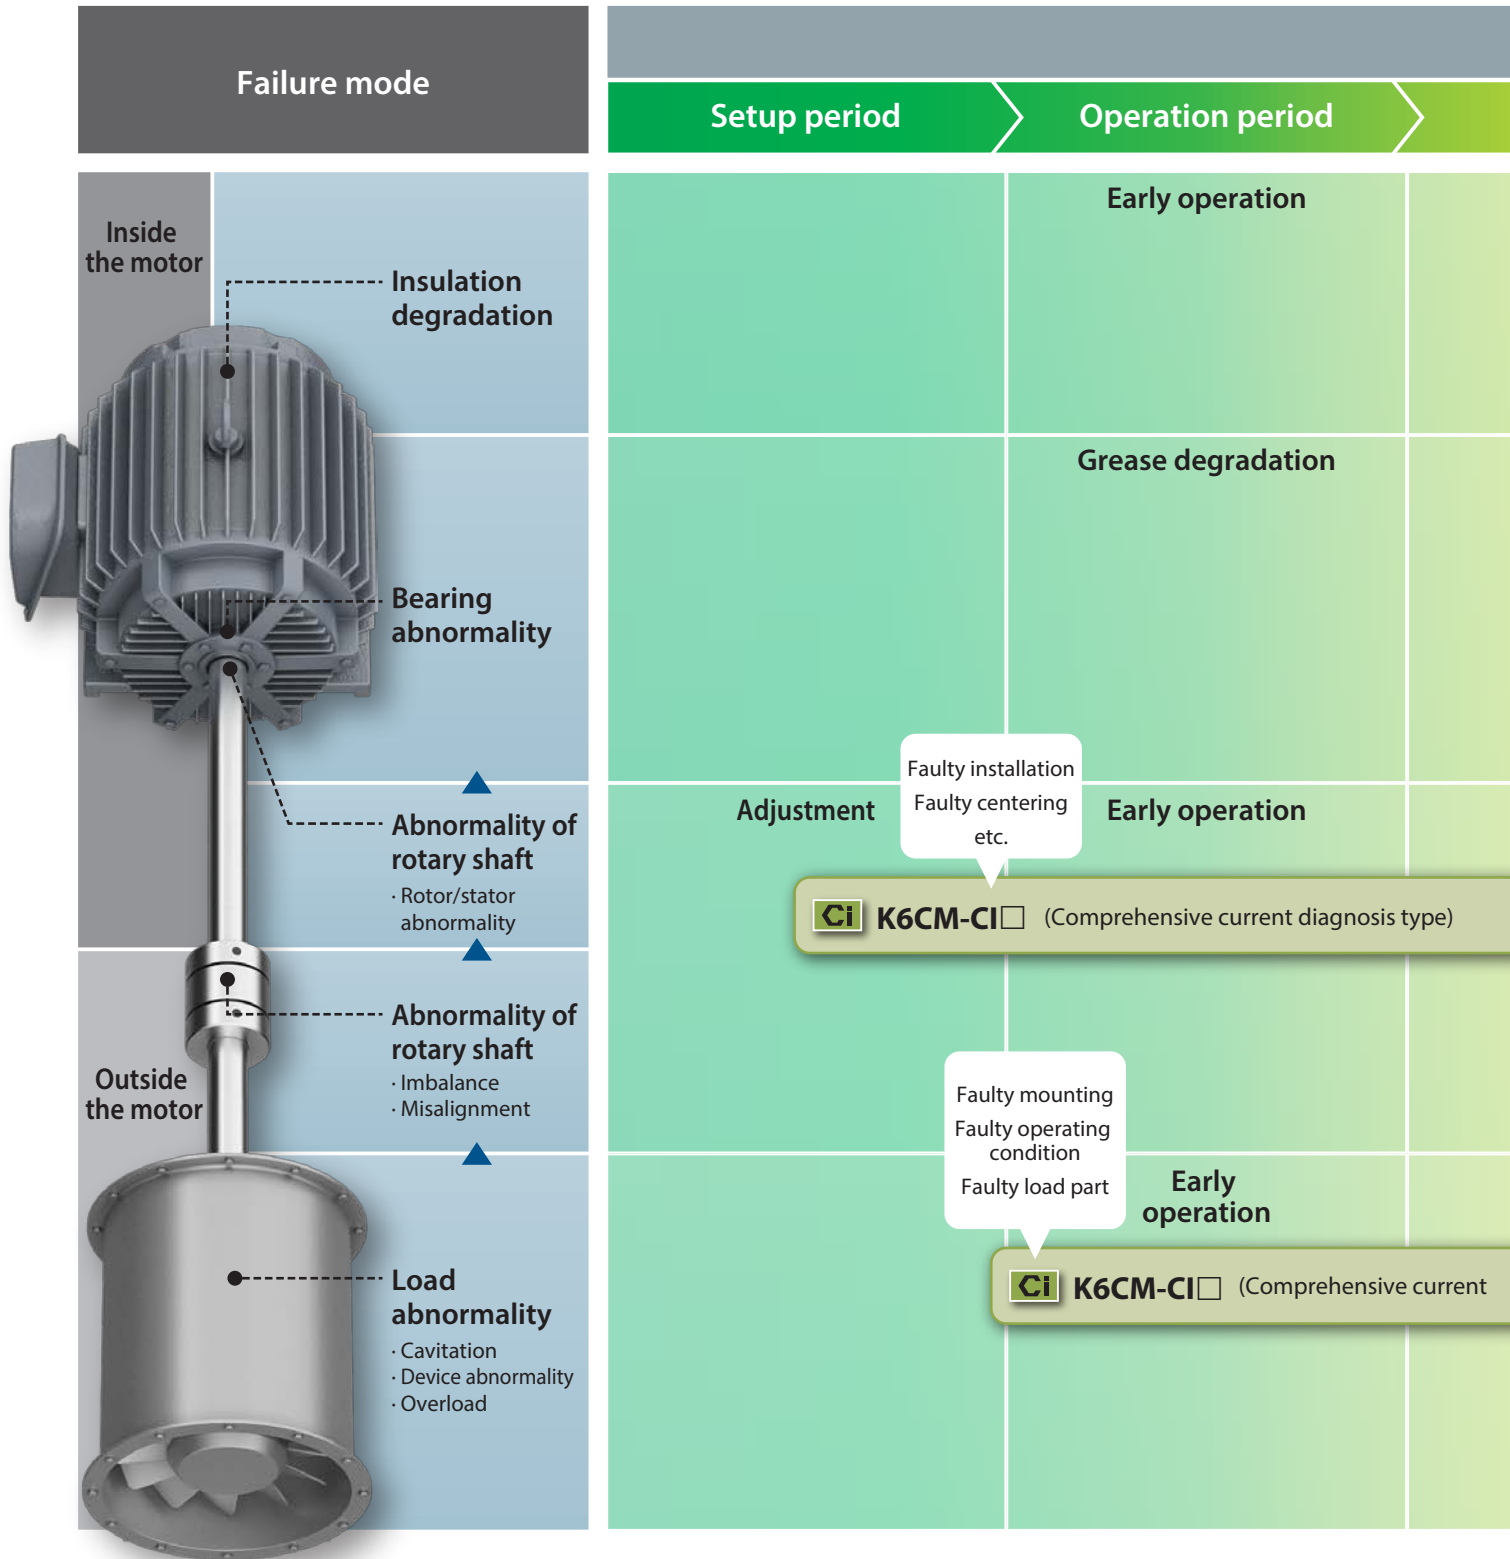 Failure mode
Setup period
Operation period
Inside
the motor
Insulation
degradation
Early operation
Bearing
abnormality
Grease degradation
Abnormality of
rotary shaft
· Rotor/stator
abnormality
Adjustment
Faulty installation
Faulty centering
etc.
Early operation
Ci K6CM-CI□ (Comprehensive current diagnosis type)
Outside
the motor
Abnormality of
rotary shaft
· Imbalance
· Misalignment
Faulty mounting
Faulty operating
condition
Faulty load part
Early
operation
Load
abnormality
· Cavitation
· Device abnormality
· Overload
Ci K6CM-CI□ (Comprehensive current